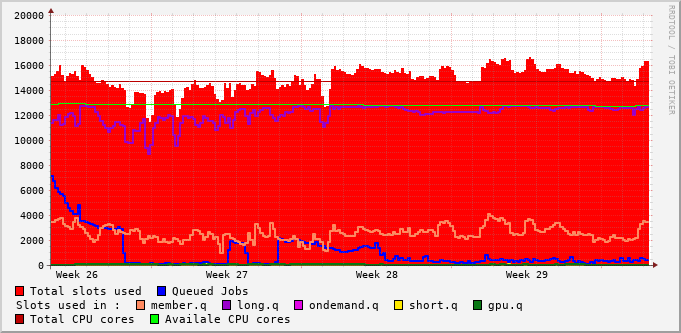 20000
18000
16000
14000
12000
10000
8000
6000
4000
2000
0
Week 26 Week 27 Week 28 Week 29
RRDTOOL / TOBI OETIKER
Total slots used Queued Jobs
Slots used in : member.q long.q ondemand.q short.q gpu.q
Total CPU cores Availale CPU cores